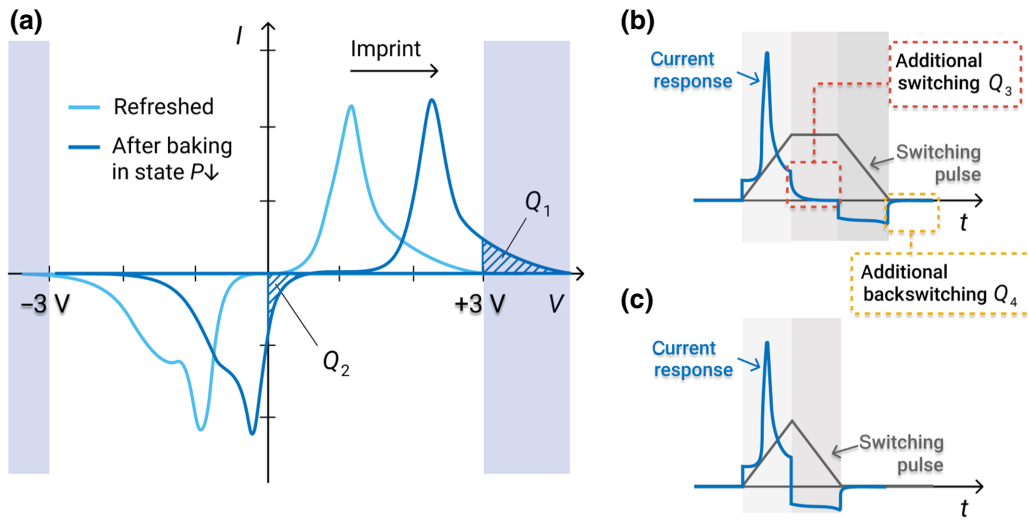 (a)
I
Imprint
Refreshed
After baking
in state P↓
Q₁
−3 V
+3 V
V
Q₂
(b)
Current
response
Additional
switching Q₃
Switching
pulse
t
Additional
backswitching Q₄
(c)
Current
response
Switching
pulse
t